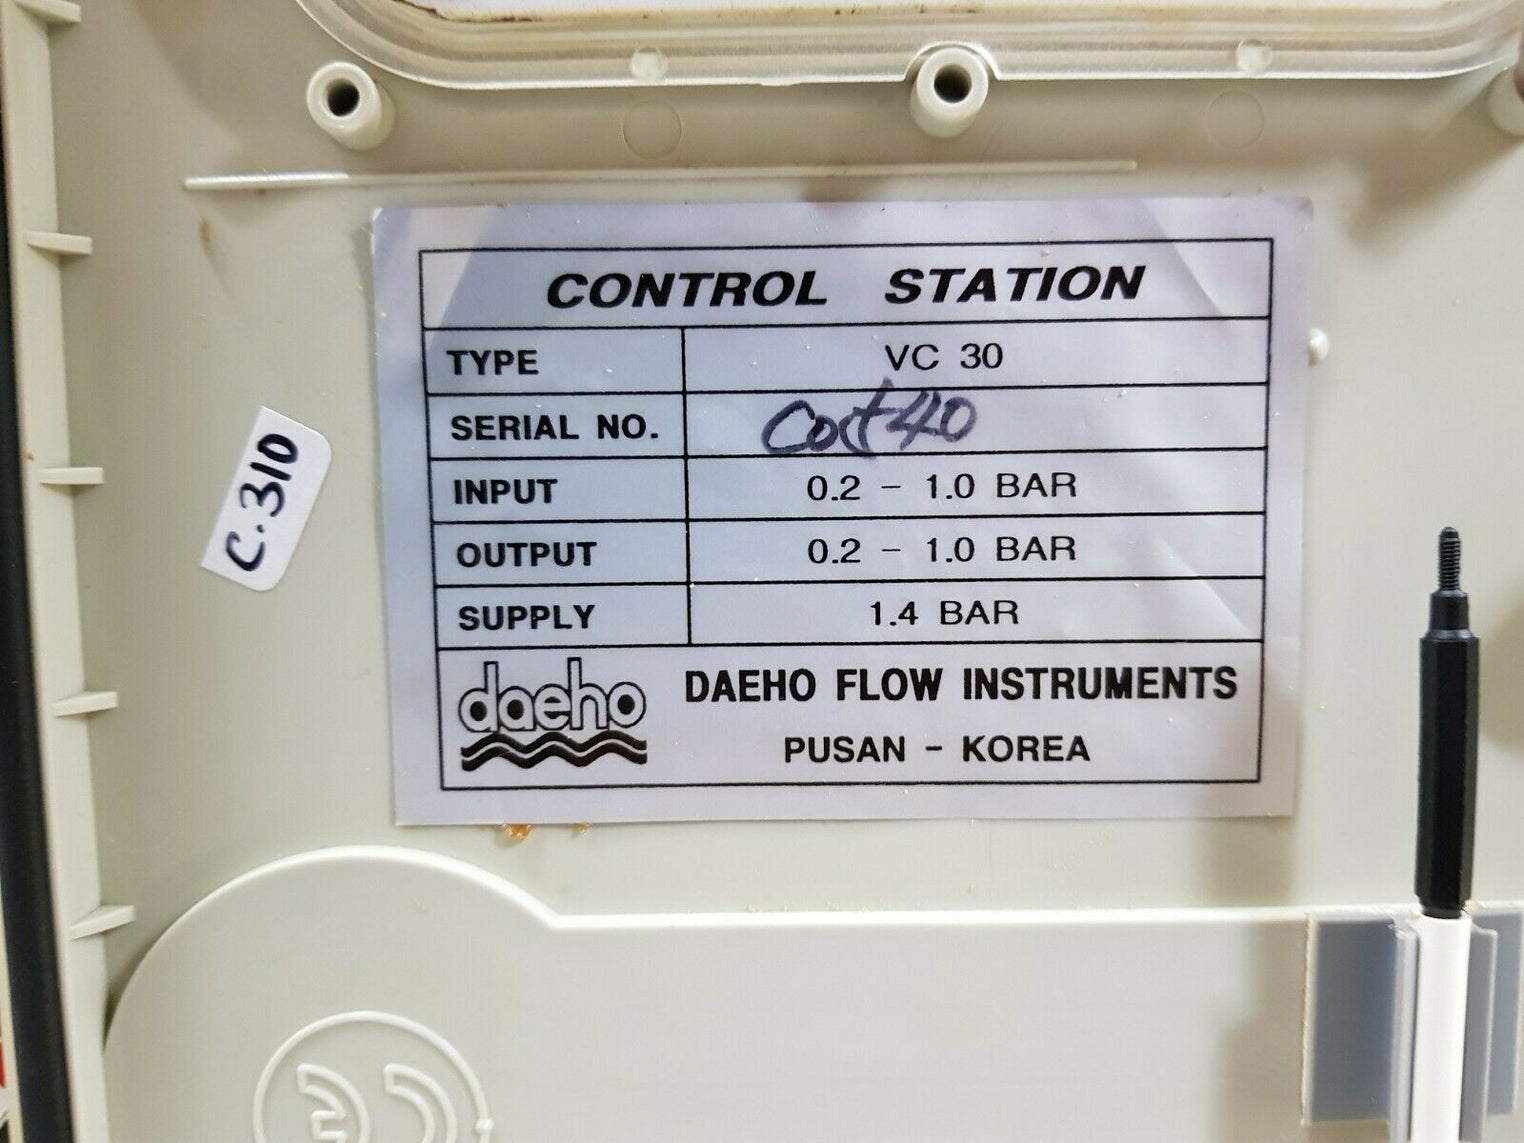 CONTROL STATION
TYPE VC 30
SERIAL NO.
C.310
INPUT 0.2 - 1.0 BAR
OUTPUT 0.2 - 1.0 BAR
SUPPLY 1.4 BAR
daeho DAEHO FLOW INSTRUMENTS
PUSAN - KOREA